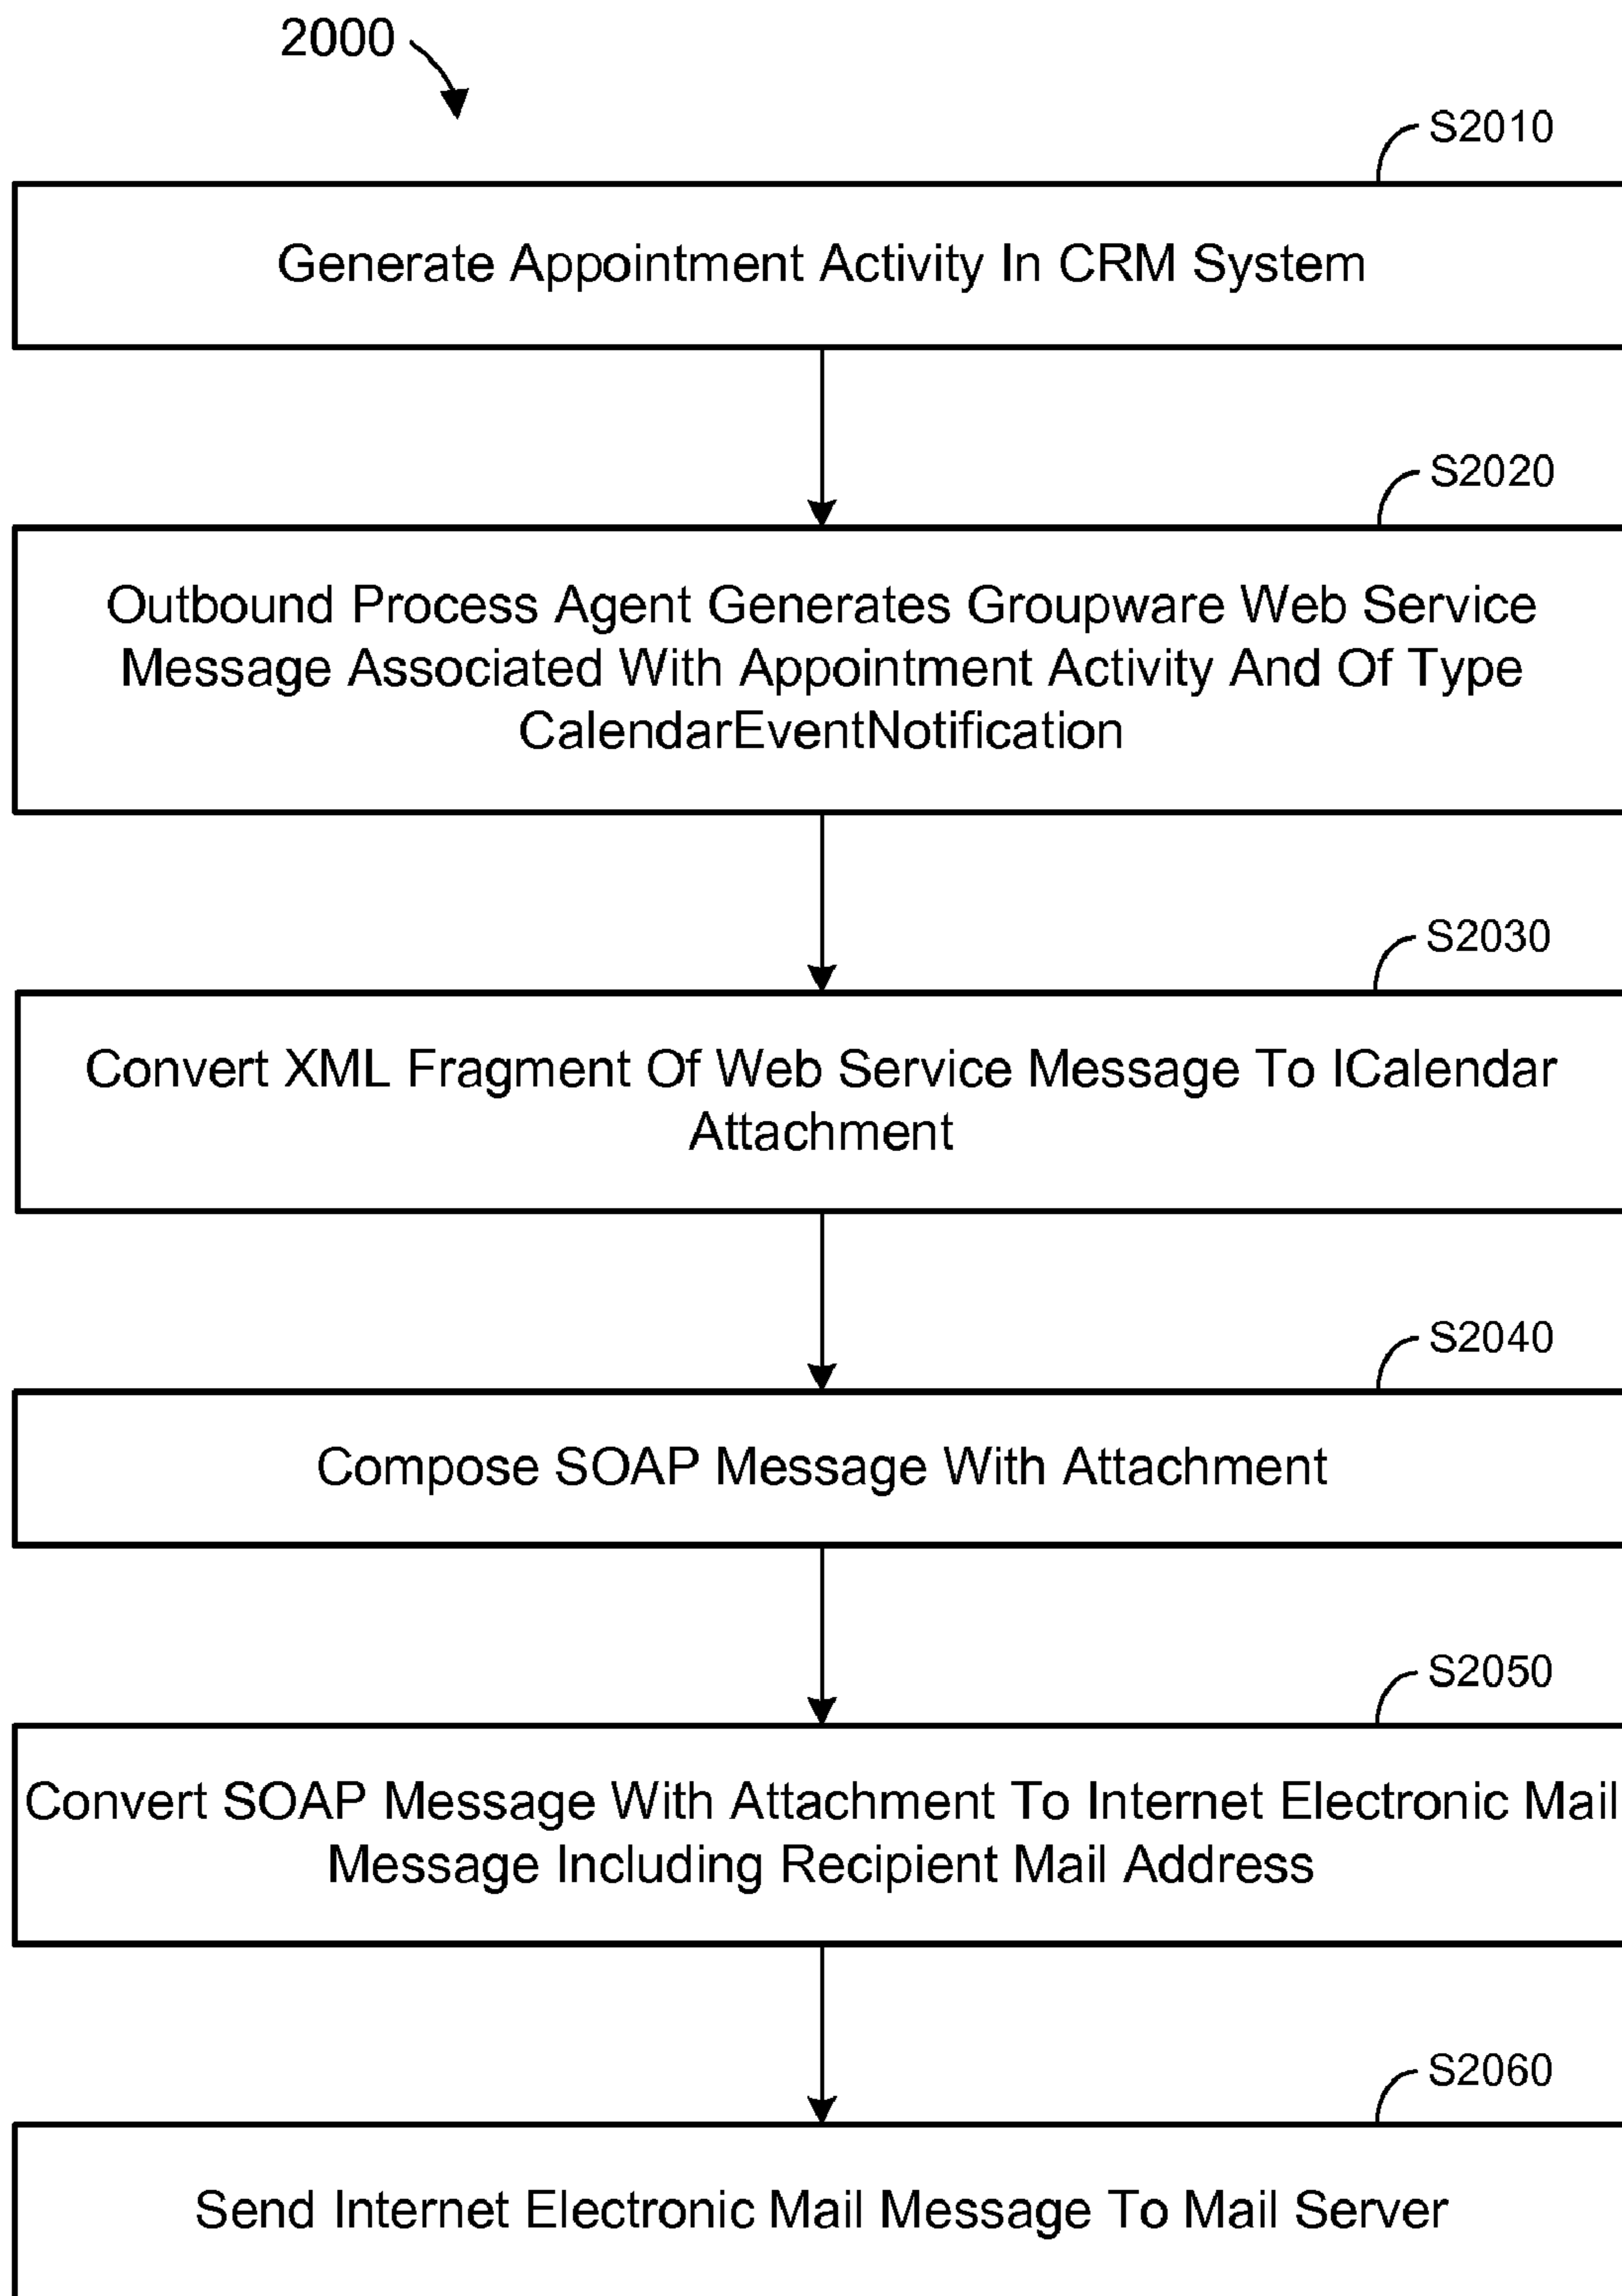 2000
S2010
Generate Appointment Activity In CRM System
S2020
Outbound Process Agent Generates Groupware Web Service
Message Associated With Appointment Activity And Of Type
CalendarEventNotification
S2030
Convert XML Fragment Of Web Service Message To ICalendar
Attachment
S2040
Compose SOAP Message With Attachment
S2050
Convert SOAP Message With Attachment To Internet Electronic Mail
Message Including Recipient Mail Address
S2060
Send Internet Electronic Mail Message To Mail Server